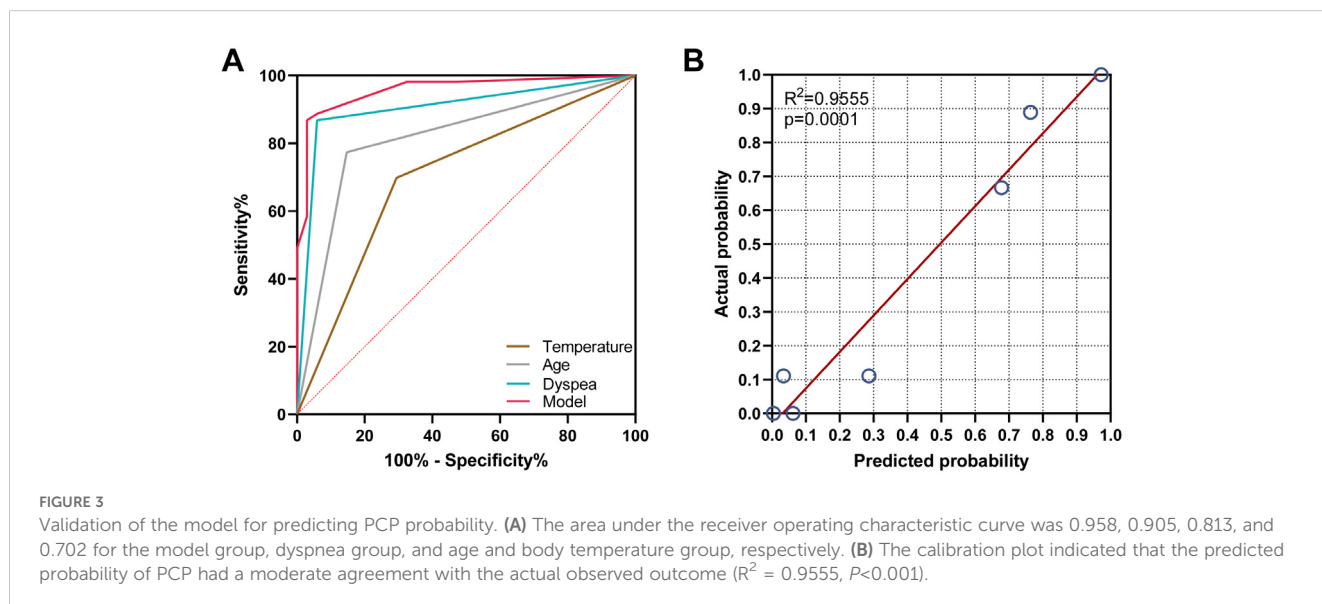 A
100
80
60
40
20
0
Sensitivity%
0 20 40 60 80 100
100% - Specificity%
Temperature
Age
Dyspea
Model
B
1.0
0.9
0.8
0.7
0.6
0.5
0.4
0.3
0.2
0.1
0.0
Actual probability
R²=0.9555
p=0.0001
0.0 0.1 0.2 0.3 0.4 0.5 0.6 0.7 0.8 0.9 1.0
Predicted probability
FIGURE 3
Validation of the model for predicting PCP probability. (A) The area under the receiver operating characteristic curve was 0.958, 0.905, 0.813, and
0.702 for the model group, dyspnea group, and age and body temperature group, respectively. (B) The calibration plot indicated that the predicted
probability of PCP had a moderate agreement with the actual observed outcome (R² = 0.9555, P<0.001).